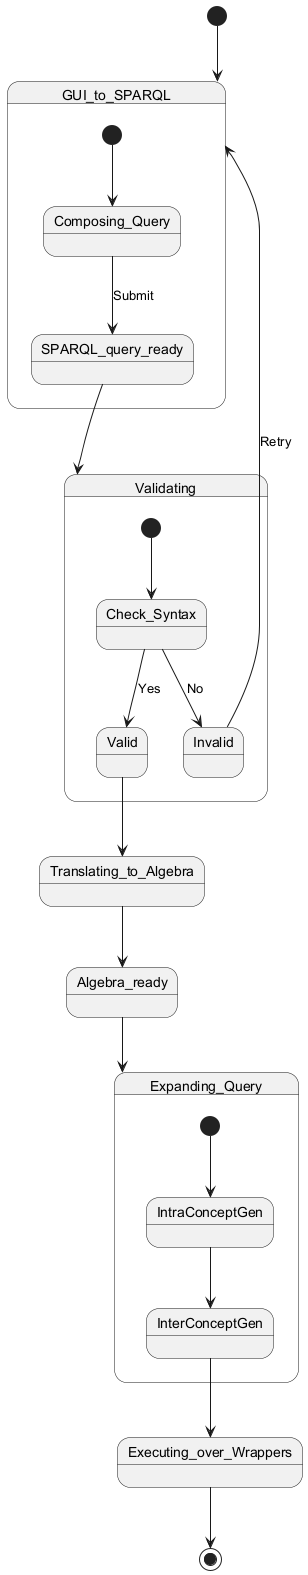 GUI_to_SPARQL
Composing_Query
Submit
SPARQL_query_ready
Retry
Validating
Check_Syntax
Yes
No
Valid
Invalid
Translating_to_Algebra
Algebra_ready
Expanding_Query
IntraConceptGen
InterConceptGen
Executing_over_Wrappers